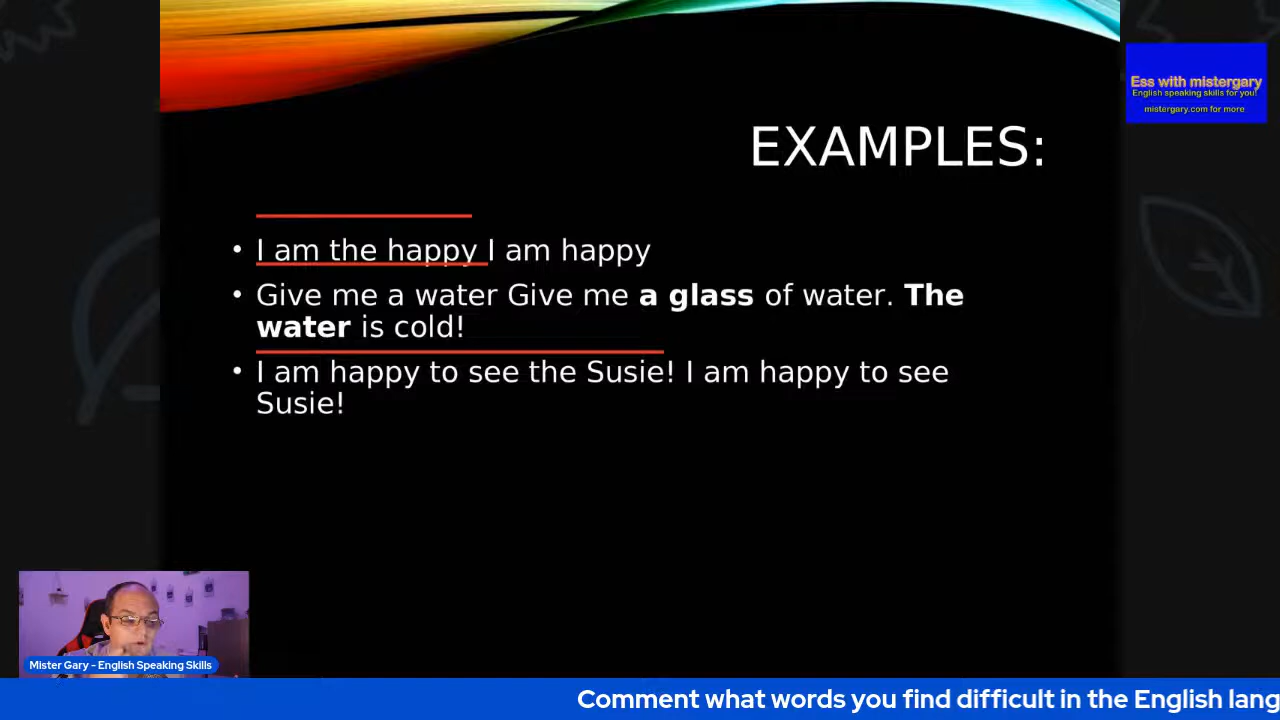 Ess with mistergary
English speaking skills for you!
mistergary.com for more
EXAMPLES:
• I am the happy I am happy
• Give me a water Give me a glass of water. The
water is cold!
• I am happy to see the Susie! I am happy to see
Susie!
Mister Gary - English Speaking Skills
Comment what words you find difficult in the English lang